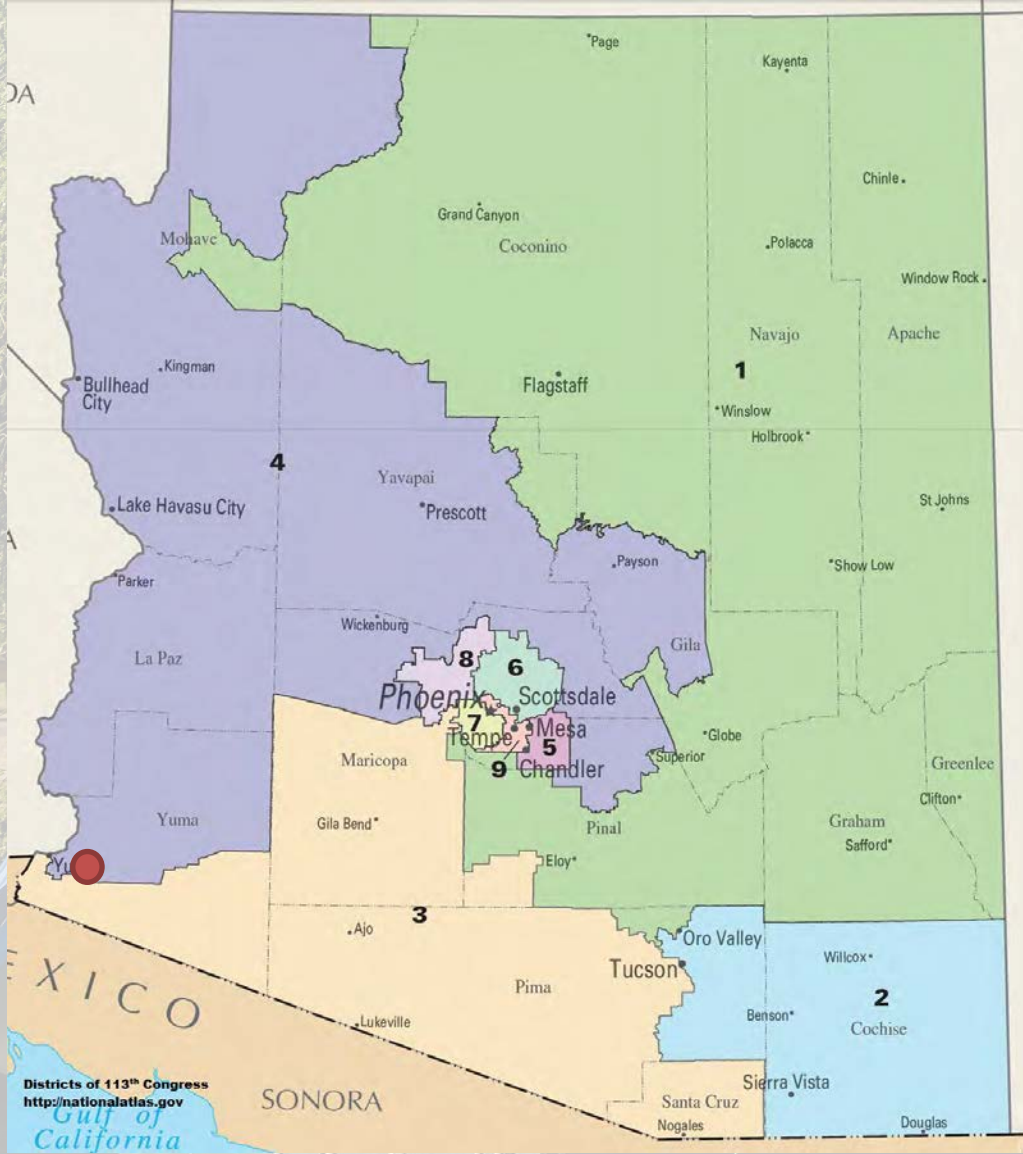 Page
Kayenta
DA
Chinle
Grand Canyon
Mohave
Coconino
Polacca
Window Rock
Navajo
Apache
Kingman
1
Bullhead
City
Flagstaff
Winslow
Holbrook
4
Yavapai
Lake Havasu City
Prescott
St Johns
A
Payson
Show Low
Parker
Wickenburg
Gila
La Paz
8
6
Phoenix
Scottsdale
7
Mesa
Tempe
5
Globe
Superior
Maricopa
9
Chandler
Greenlee
Clifton
Yuma
Gila Bend
Pinal
Graham
Safford
Eloy
3
Ajo
Oro Valley
Tucson
Willcox
EXICO
Pima
2
Benson
Cochise
Lukeville
Districts of 113th Congress
http://nationalatlas.gov
Gulf of
California
SONORA
Sierra Vista
Santa Cruz
Nogales
Douglas